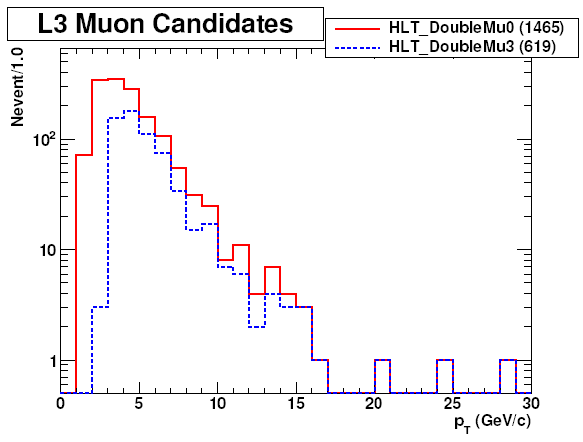 L3 Muon Candidates
HLT_DoubleMu0 (1465)
HLT_DoubleMu3 (619)
Nevent/1.0
10²
10
1
0 5 10 15 20 25 30
p_T (GeV/c)